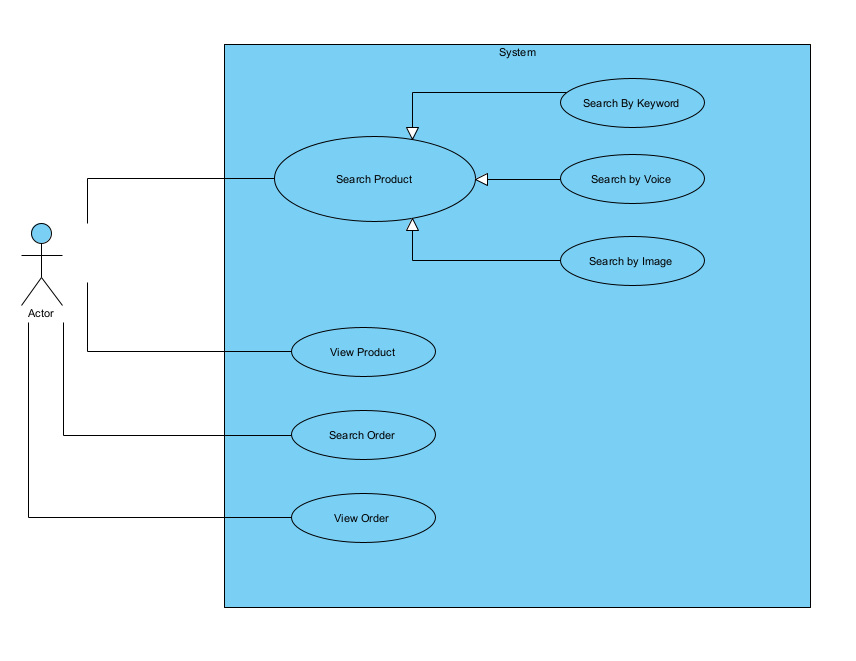 System
Search By Keyword
Search Product
Search by Voice
Search by Image
Actor
View Product
Search Order
View Order